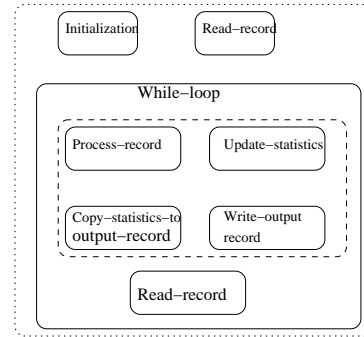 Initialization
Read−record
While−loop
Process−record
Update−statistics
Copy−statistics−to
output−record
Write−output
record
Read−record